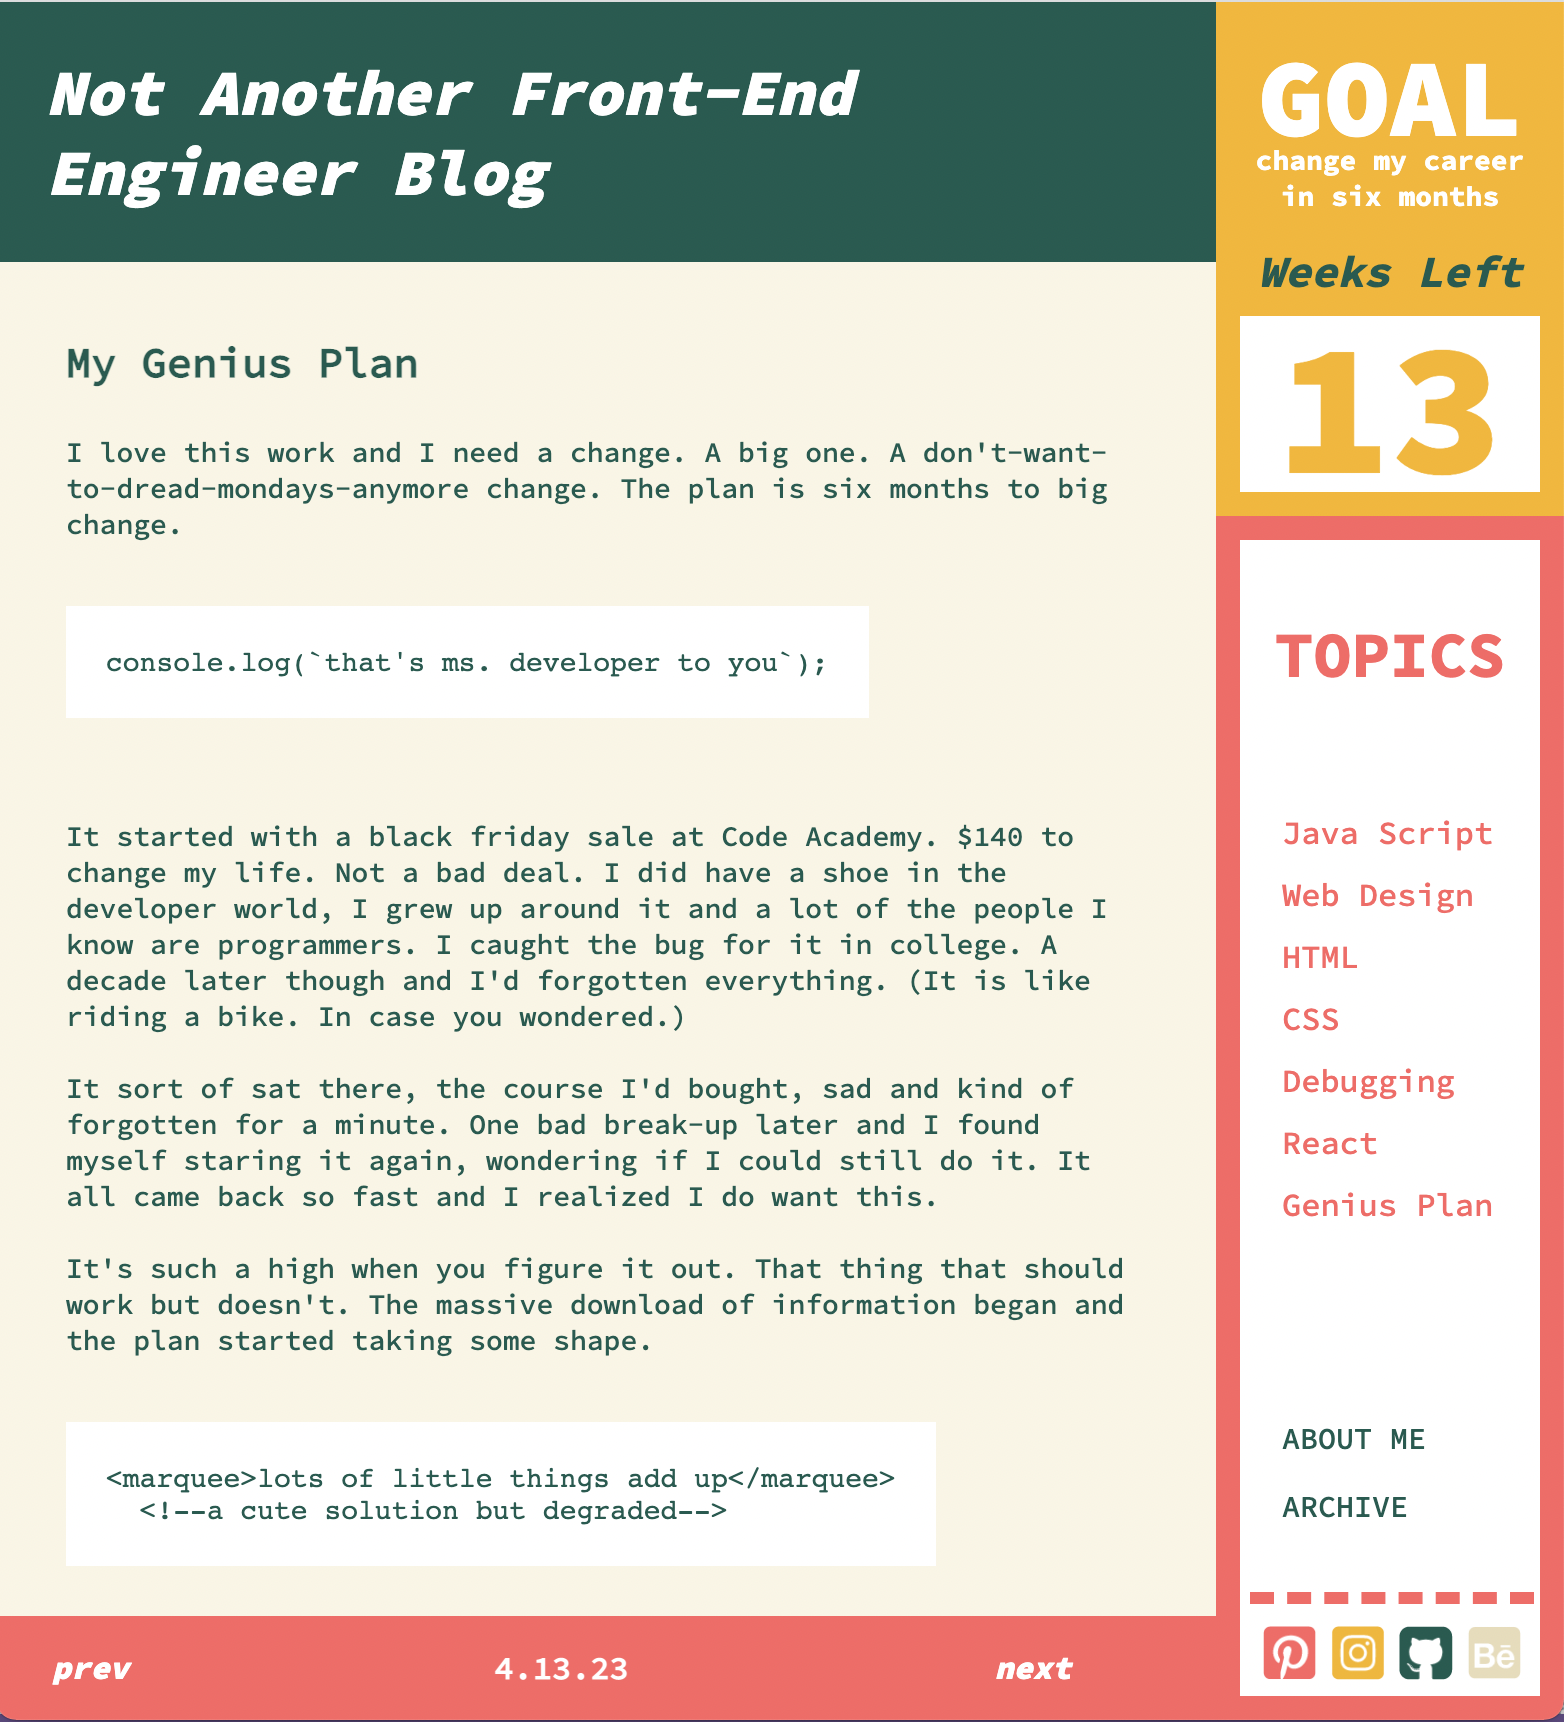 Not Another Front-End
Engineer Blog
GOAL
change my career
in six months
Weeks Left
13
My Genius Plan
I love this work and I need a change. A big one. A don't-want-
to-dread-mondays-anymore change. The plan is six months to big
change.
console.log(`that's ms. developer to you`);
It started with a black friday sale at Code Academy. $140 to
change my life. Not a bad deal. I did have a shoe in the
developer world, I grew up around it and a lot of the people I
know are programmers. I caught the bug for it in college. A
decade later though and I'd forgotten everything. (It is like
riding a bike. In case you wondered.)
It sort of sat there, the course I'd bought, sad and kind of
forgotten for a minute. One bad break-up later and I found
myself staring it again, wondering if I could still do it. It
all came back so fast and I realized I do want this.
It's such a high when you figure it out. That thing that should
work but doesn't. The massive download of information began and
the plan started taking some shape.
<marquee>lots of little things add up</marquee>
<!--a cute solution but degraded-->
prev
4.13.23
next
TOPICS
Java Script
Web Design
HTML
CSS
Debugging
React
Genius Plan
ABOUT ME
ARCHIVE
Bē